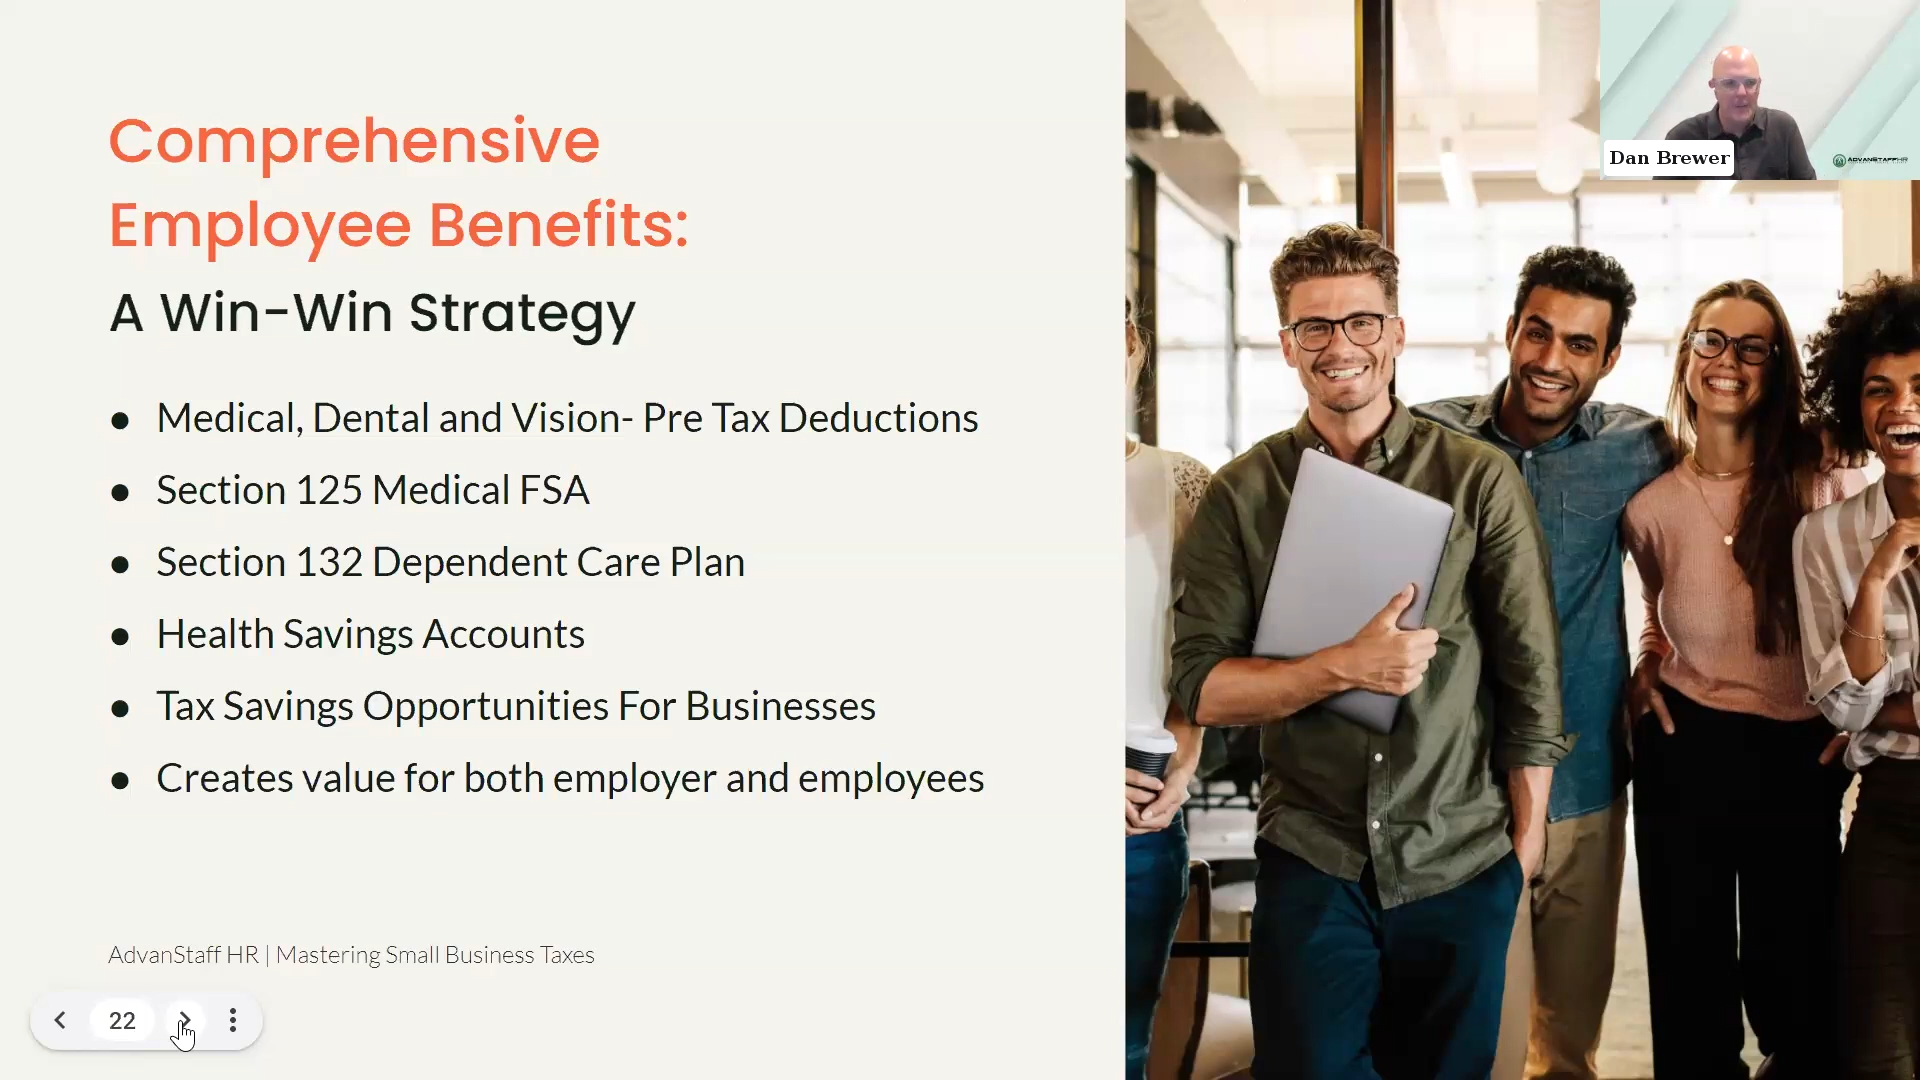 Comprehensive
Employee Benefits:
A Win-Win Strategy
● Medical, Dental and Vision- Pre Tax Deductions
● Section 125 Medical FSA
● Section 132 Dependent Care Plan
● Health Savings Accounts
● Tax Savings Opportunities For Businesses
● Creates value for both employer and employees
AdvanStaff HR | Mastering Small Business Taxes
22
Dan Brewer
ADVANSTAFFHR